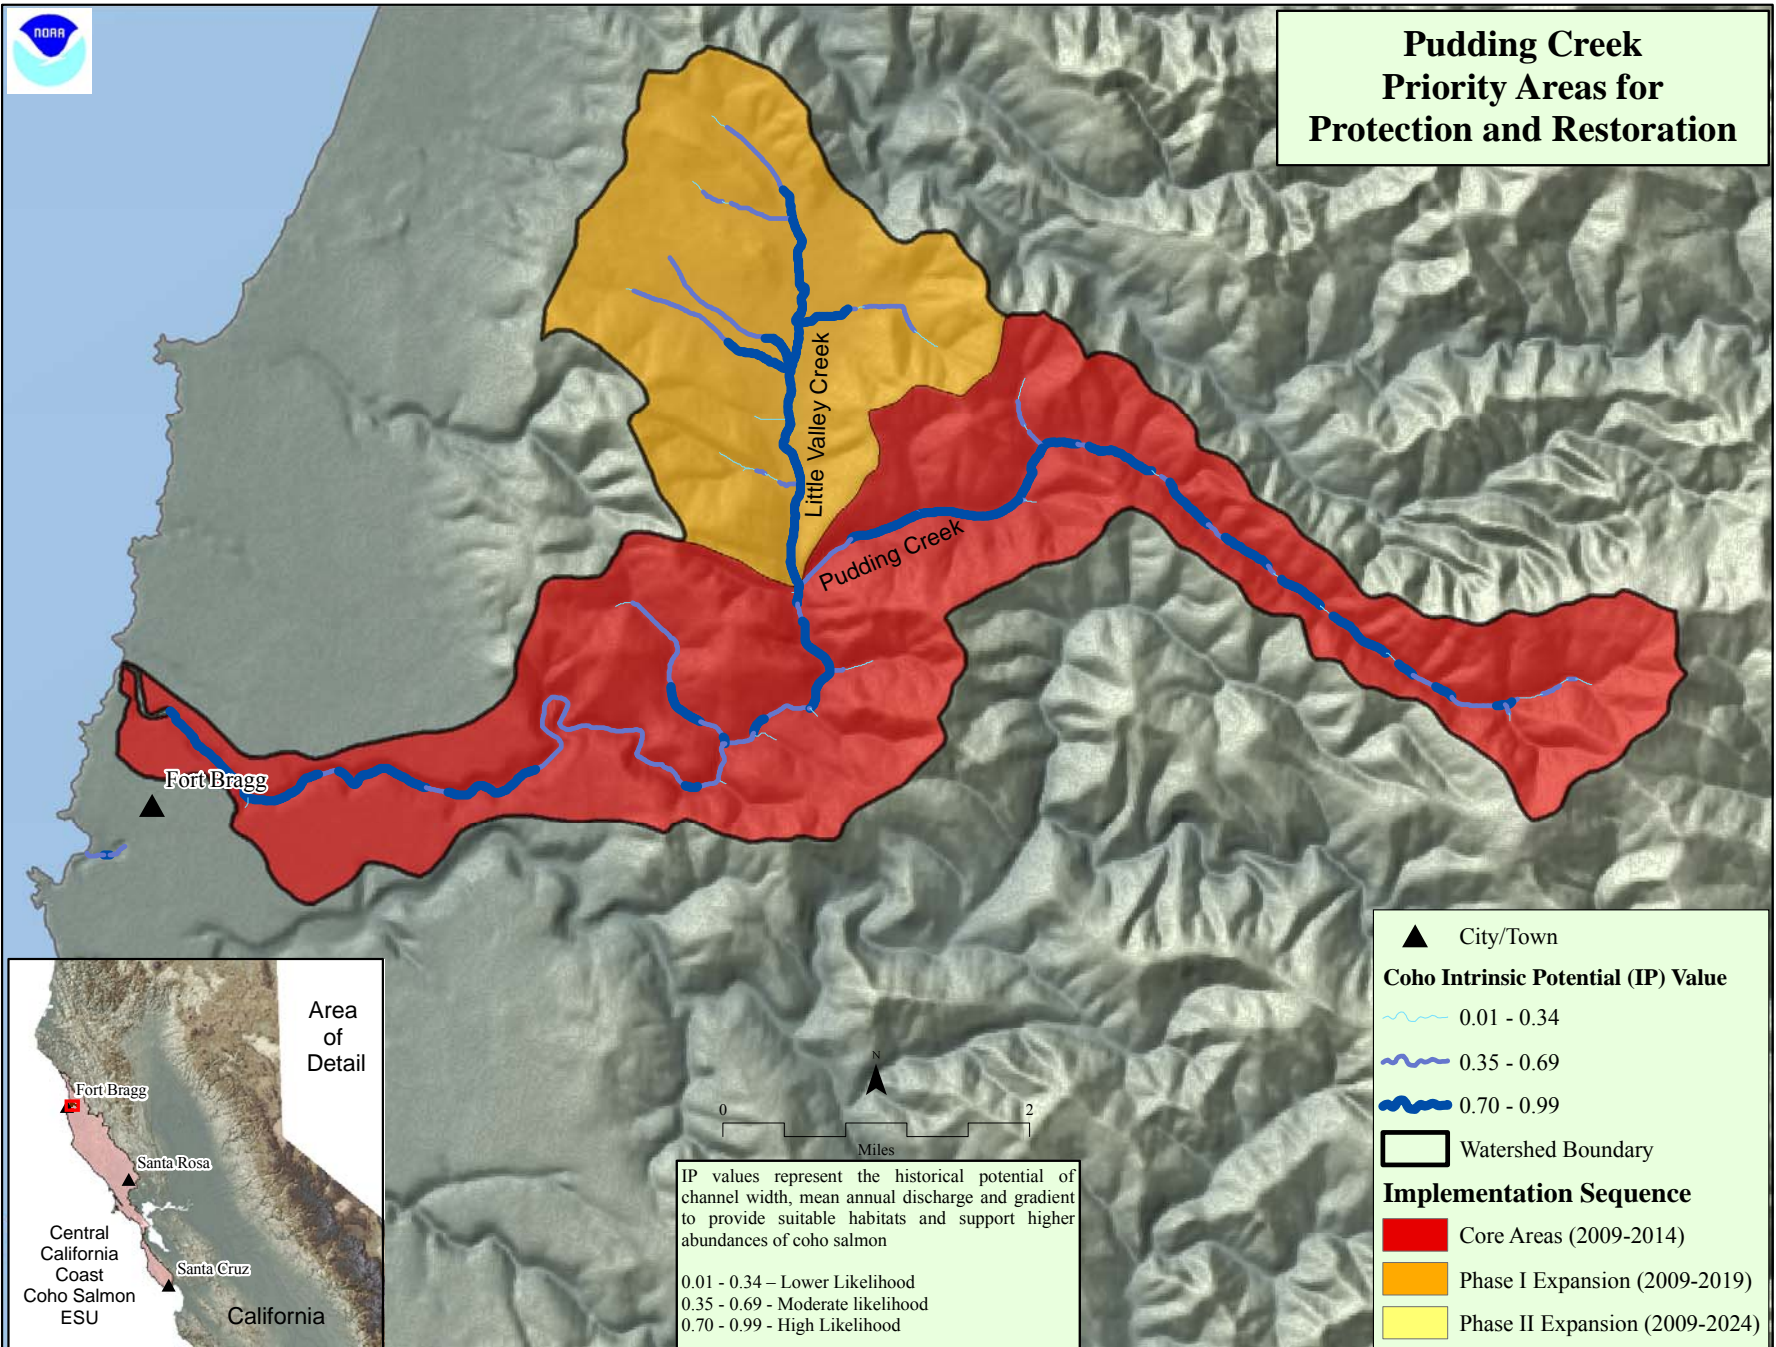 NOAA
Pudding Creek
Priority Areas for
Protection and Restoration
Little Valley Creek
Pudding Creek
Fort Bragg
Area
of
Detail
Fort Bragg
Santa Rosa
Santa Cruz
Central
California
Coast
Coho Salmon
ESU
California
N
0 2
Miles
IP values represent the historical potential of
channel width, mean annual discharge and gradient
to provide suitable habitats and support higher
abundances of coho salmon
0.01 - 0.34 – Lower Likelihood
0.35 - 0.69 - Moderate likelihood
0.70 - 0.99 - High Likelihood
City/Town
Coho Intrinsic Potential (IP) Value
0.01 - 0.34
0.35 - 0.69
0.70 - 0.99
Watershed Boundary
Implementation Sequence
Core Areas (2009-2014)
Phase I Expansion (2009-2019)
Phase II Expansion (2009-2024)